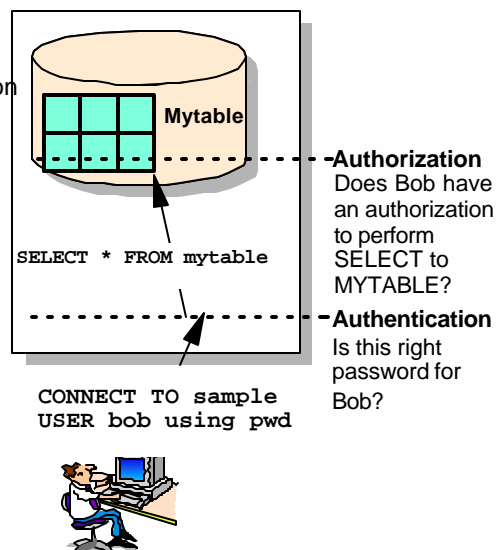 on
Mytable
Authorization
Does Bob have
an authorization
to perform
SELECT to
MYTABLE?
SELECT * FROM mytable
Authentication
Is this right
password for
Bob?
CONNECT TO sample
USER bob using pwd